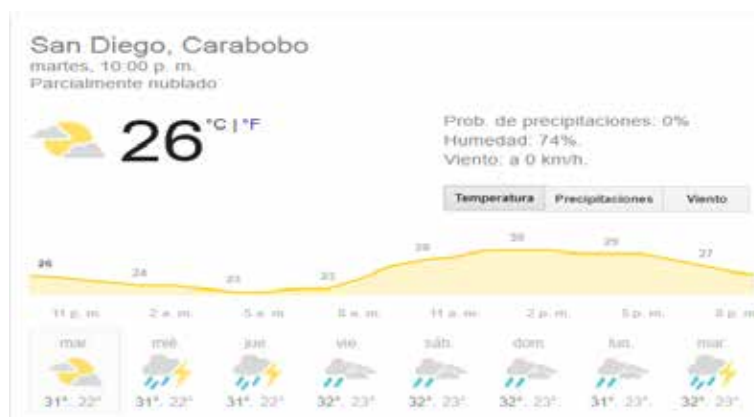 San Diego, Carabobo
martes, 10:00 p. m.
Parcialmente nublado
26 °C | °F
Prob. de precipitaciones: 0%
Humedad: 74%.
Viento: a 0 km/h.
Temperatura Precipitaciones Viento
26 24 23 23 28 30 29 27
11 p. m. 2 a. m. 5 a. m. 8 a. m. 11 a. m. 2 p. m. 5 p. m. 8 p. m
mar. mié. jue. vie. sáb. dom. lun. mar.
31° 22° 31° 22° 31° 22° 32° 23° 32° 23° 32° 23° 31° 23° 32° 23°